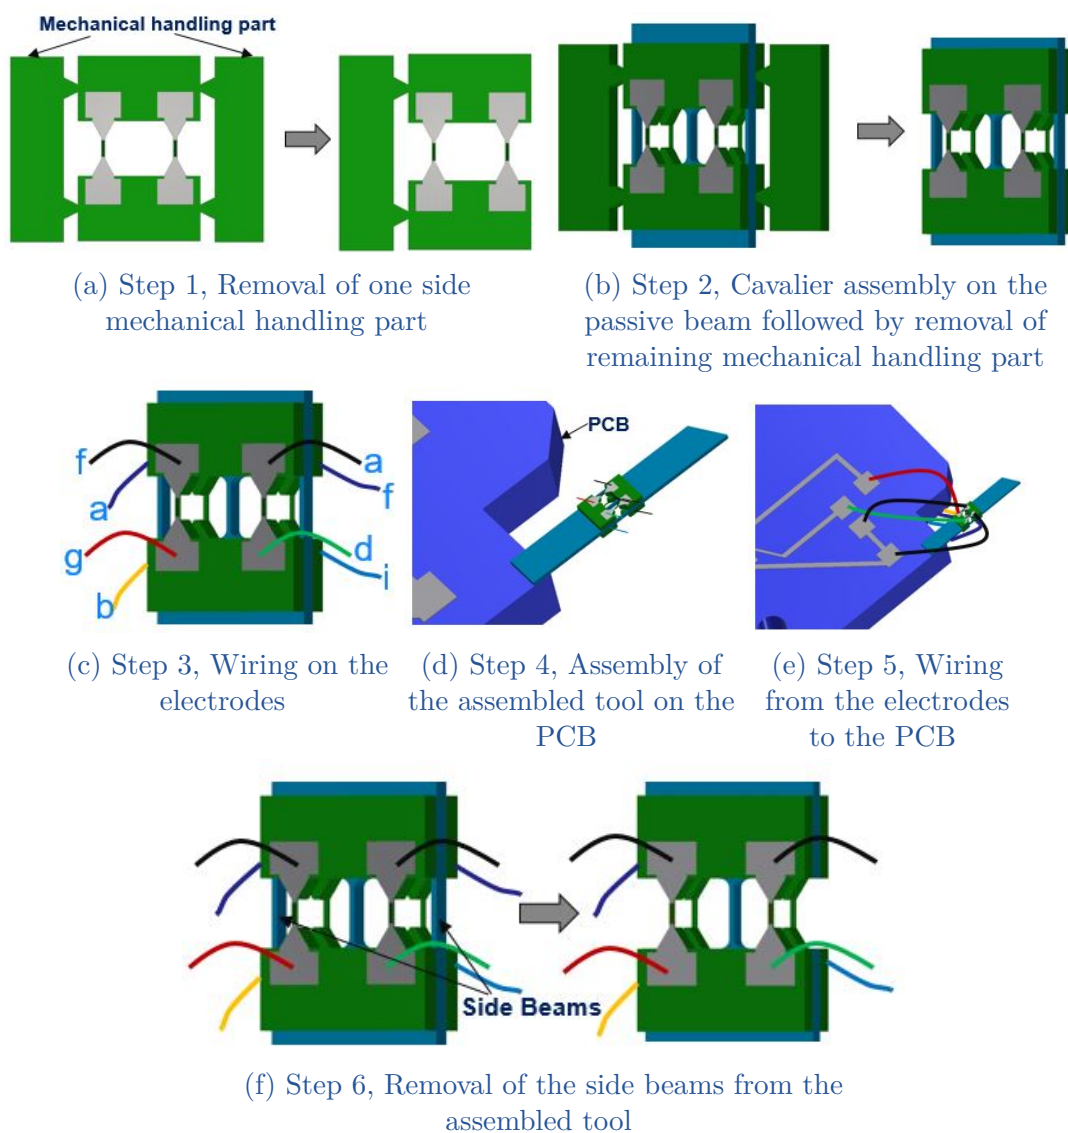 Mechanical handling part
(a) Step 1, Removal of one side
mechanical handling part
(b) Step 2, Cavalier assembly on the
passive beam followed by removal of
remaining mechanical handling part
f
a
a
f
g
d
b
i
(c) Step 3, Wiring on the
electrodes
PCB
(d) Step 4, Assembly of
the assembled tool on the
PCB
(e) Step 5, Wiring
from the electrodes
to the PCB
Side Beams
(f) Step 6, Removal of the side beams from the
assembled tool